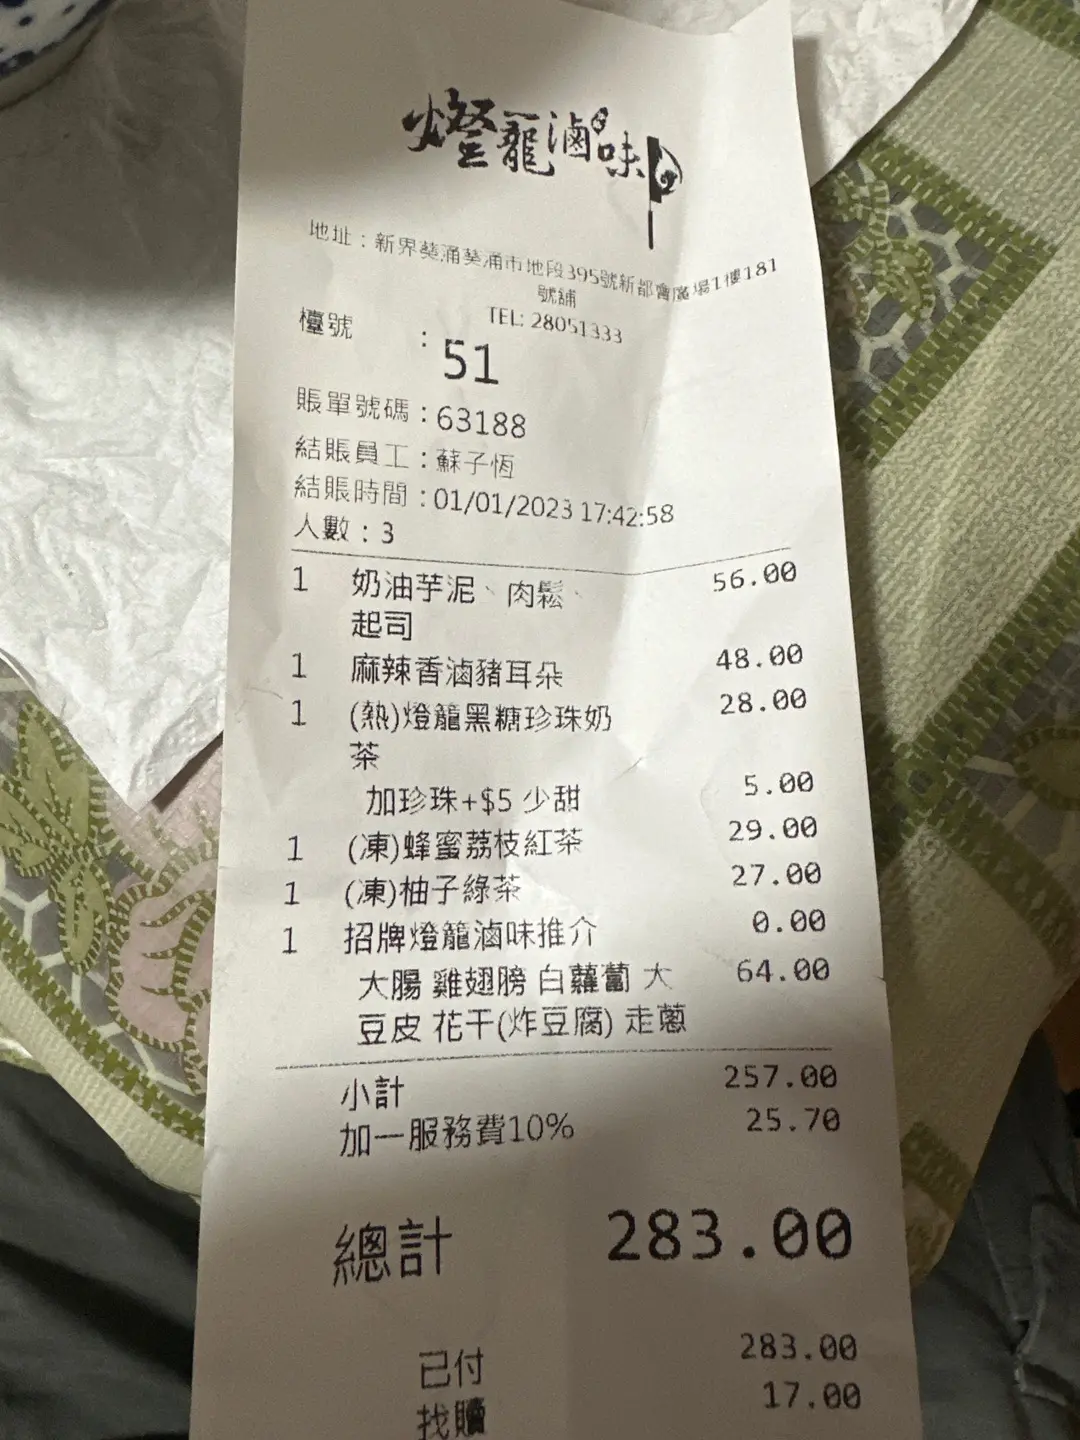 燈籠滷味
地址：新界葵涌葵涌市地段395號新都會廣場1樓181
號舖
TEL: 28051333
檯號 : 51
賬單號碼：63188
結賬員工：蘇子恆
結賬時間：01/01/2023 17:42:58
人數：3
1 奶油芋泥、肉鬆、 56.00
起司
1 麻辣香滷豬耳朵 48.00
1 (熱)燈籠黑糖珍珠奶 28.00
茶
加珍珠+$5 少甜 5.00
1 (凍)蜂蜜荔枝紅茶 29.00
1 (凍)柚子綠茶 27.00
1 招牌燈籠滷味推介 0.00
大腸 雞翅膀 白蘿蔔 大 64.00
豆皮 花干(炸豆腐) 走蔥
小計 257.00
加一服務費10% 25.70
總計 283.00
已付 283.00
找贖 17.00